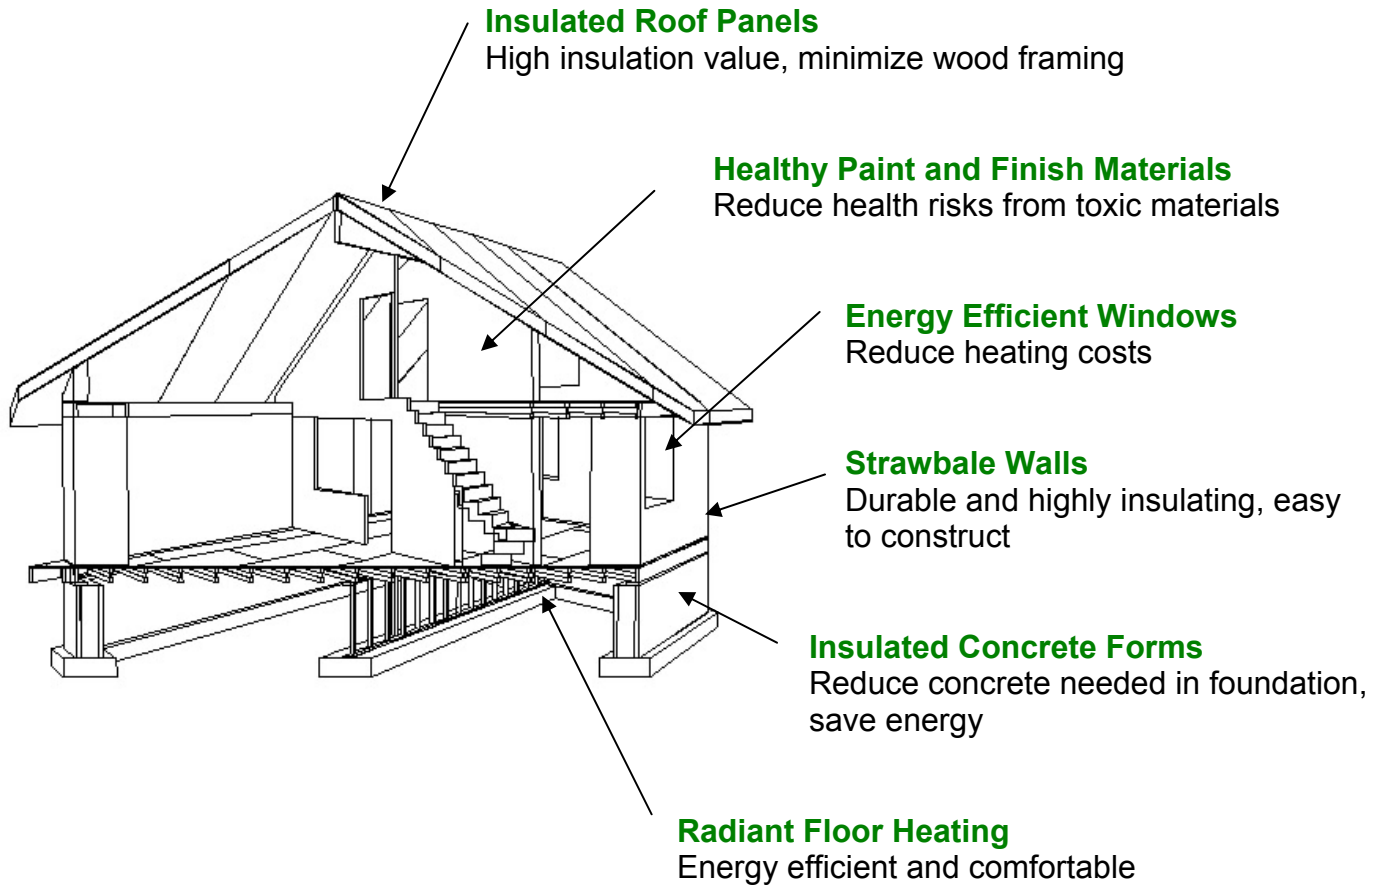 Insulated Roof Panels
High insulation value, minimize wood framing
Healthy Paint and Finish Materials
Reduce health risks from toxic materials
Energy Efficient Windows
Reduce heating costs
Strawbale Walls
Durable and highly insulating, easy
to construct
Insulated Concrete Forms
Reduce concrete needed in foundation,
save energy
Radiant Floor Heating
Energy efficient and comfortable